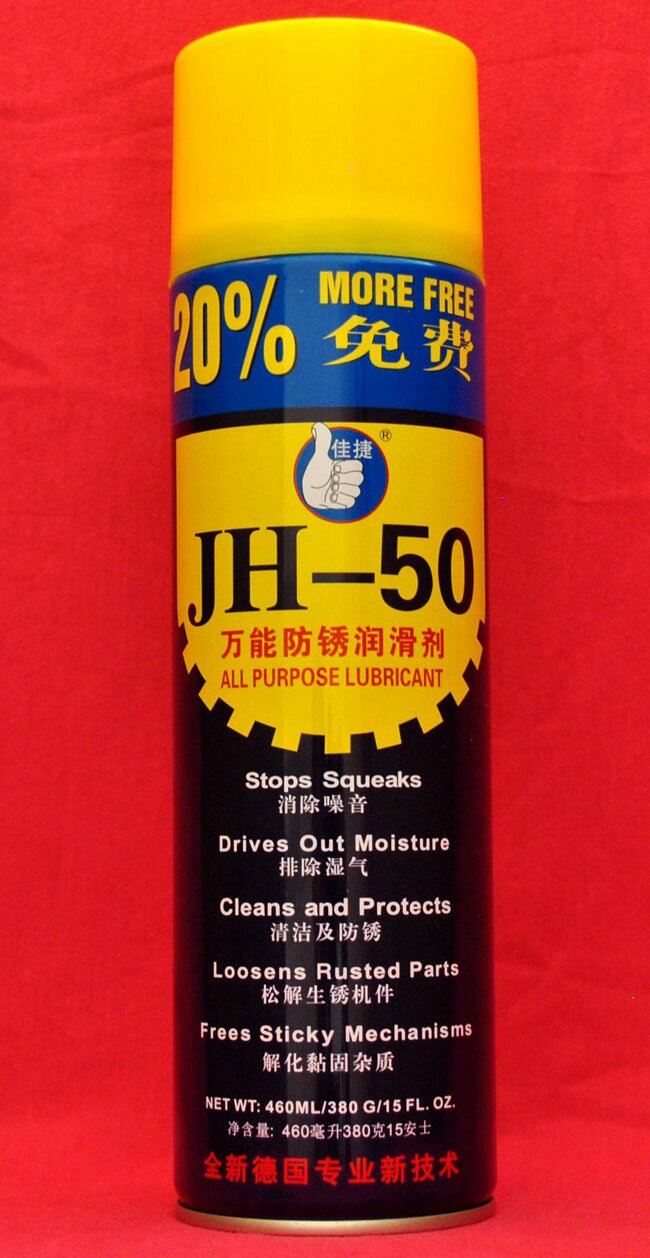 20% MORE FREE
免费
佳捷®
JH-50
万能防锈润滑剂
ALL PURPOSE LUBRICANT
Stops Squeaks
消除噪音
Drives Out Moisture
排除湿气
Cleans and Protects
清洁及防锈
Loosens Rusted Parts
松解生锈机件
Frees Sticky Mechanisms
解化黏固杂质
NET WT: 460ML/380 G/15 FL. OZ.
净含量: 460毫升380克15安士
全新德国专业新技术